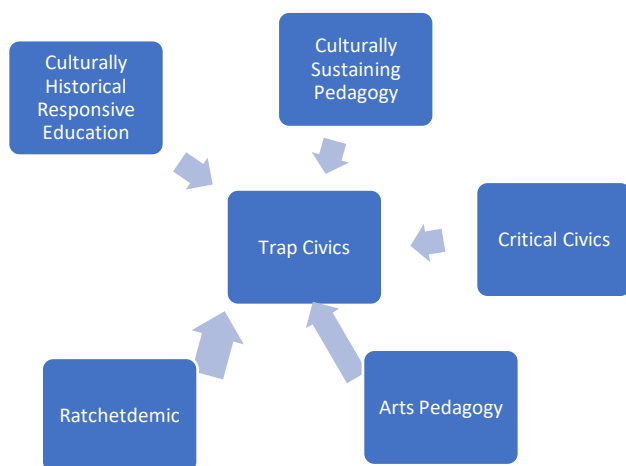 Culturally
Historical
Responsive
Education
Culturally
Sustaining
Pedagogy
Trap Civics
Critical Civics
Ratchetdemic
Arts Pedagogy